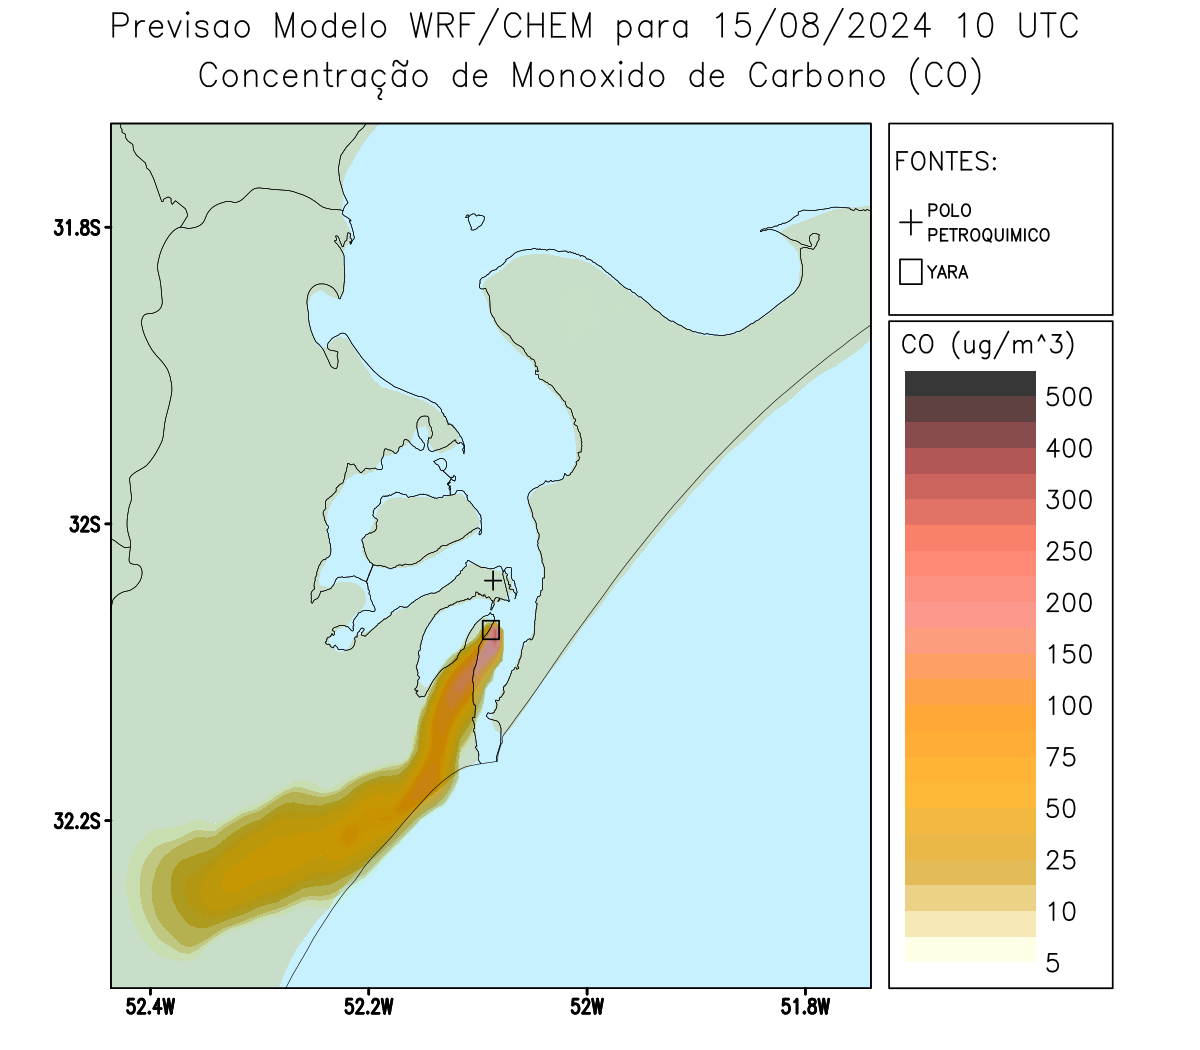 Previsao Modelo WRF/CHEM para 15/08/2024 10 UTC
Concentração de Monoxido de Carbono (CO)
FONTES:
POLO
PETROQUIMICO
YARA
31.8S
32S
32.2S
52.4W
52.2W
52W
51.8W
CO (ug/m^3)
500
400
300
250
200
150
100
75
50
25
10
5